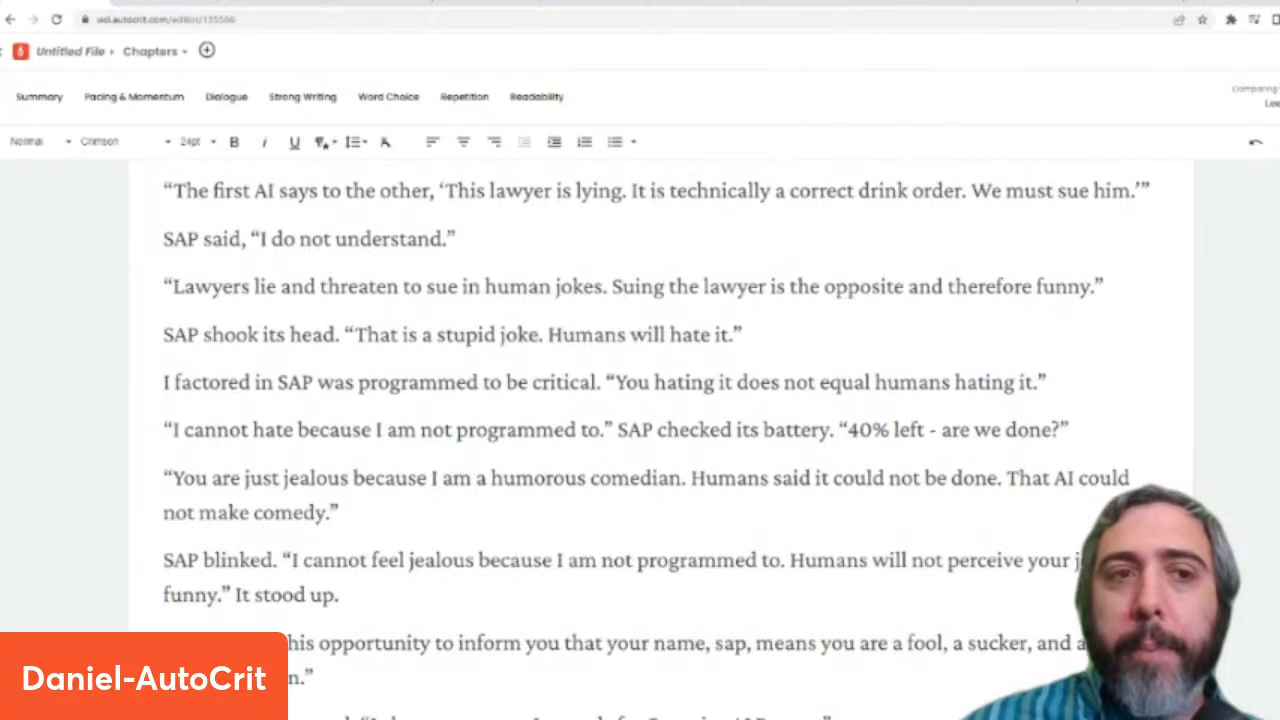 wd.autocrit.com/editor/135586
Untitled File Chapters
Summary Pacing & Momentum Dialogue Strong Writing Word Choice Repetition Readability
Comparing
Normal Crimson 24pt B i U
“The first AI says to the other, ‘This lawyer is lying. It is technically a correct drink order. We must sue him.’”
SAP said, “I do not understand.”
“Lawyers lie and threaten to sue in human jokes. Suing the lawyer is the opposite and therefore funny.”
SAP shook its head. “That is a stupid joke. Humans will hate it.”
I factored in SAP was programmed to be critical. “You hating it does not equal humans hating it.”
“I cannot hate because I am not programmed to.” SAP checked its battery. “40% left - are we done?”
“You are just jealous because I am a humorous comedian. Humans said it could not be done. That AI could
not make comedy.”
SAP blinked. “I cannot feel jealous because I am not programmed to. Humans will not perceive your
funny.” It stood up.
his opportunity to inform you that your name, sap, means you are a fool, a sucker, and
n.”
Daniel-AutoCrit